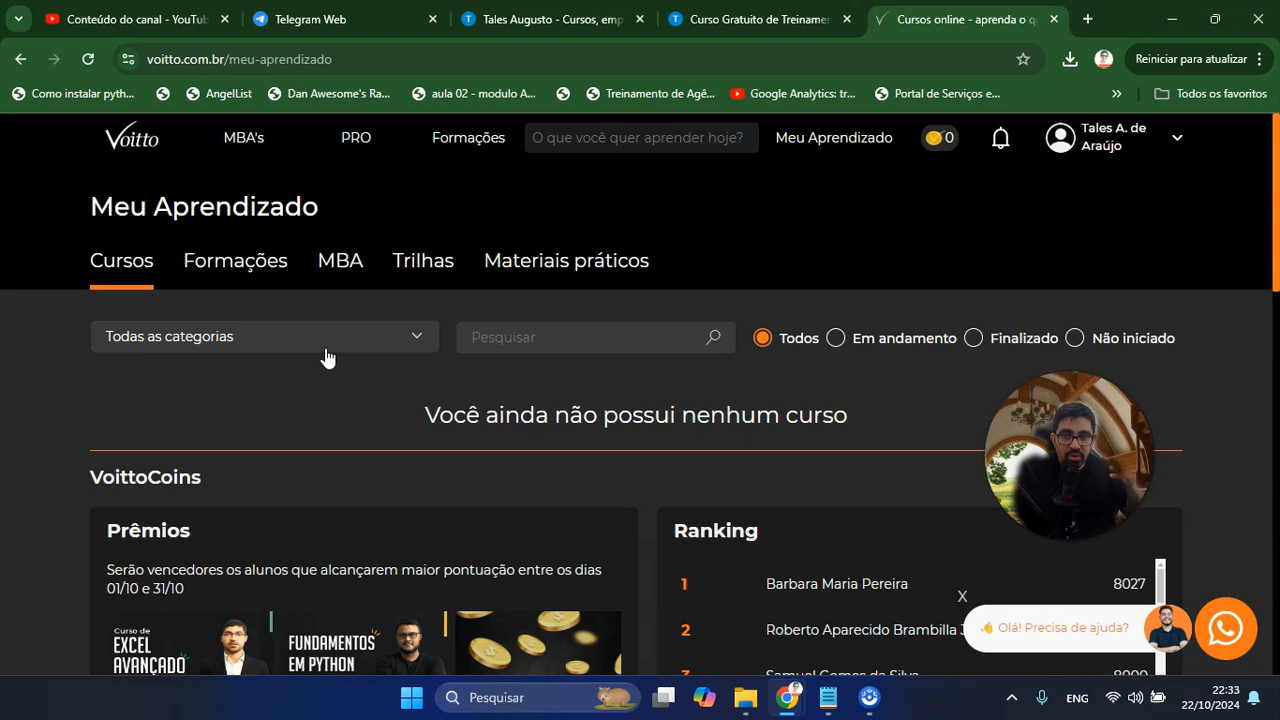 Conteúdo do canal - YouTub
Telegram Web
Tales Augusto - Cursos, emp
Curso Gratuito de Treinamen
Cursos online - aprenda o q
voitto.com.br/meu-aprendizado
Reiniciar para atualizar
Como instalar pyth...
AngelList
Dan Awesome's Ra...
aula 02 - modulo A...
Treinamento de Agê...
Google Analytics: tr...
Portal de Serviços e...
»
Todos os favoritos
Voitto
MBA's
PRO
Formações
O que você quer aprender hoje?
Meu Aprendizado
0
Tales A. de
Araújo
Meu Aprendizado
Cursos
Formações
MBA
Trilhas
Materiais práticos
Todas as categorias
Pesquisar
Todos
Em andamento
Finalizado
Não iniciado
Você ainda não possui nenhum curso
VoittoCoins
Prêmios
Serão vencedores os alunos que alcançarem maior pontuação entre os dias
01/10 e 31/10
Curso de
EXCEL
AVANÇADO
FUNDAMENTOS
EM PYTHON
Ranking
1 Barbara Maria Pereira 8027
2 Roberto Aparecido Brambilla
X
Olá! Precisa de ajuda?
Pesquisar
ENG
22:33
22/10/2024